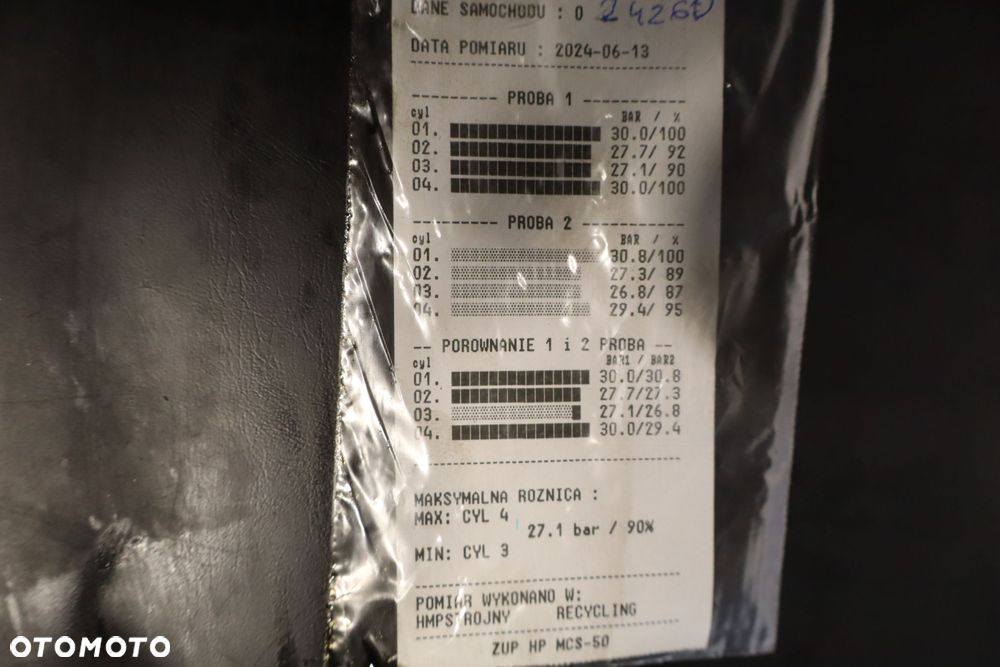 DANE SAMOCHODU : 0 24260
DATA POMIARU : 2024-06-13
--------- PROBA 1 -----------
cyl BAR / %
01. 30.0/100
02. 27.7/ 92
03. 27.1/ 90
04. 30.0/100
--------- PROBA 2 -----------
cyl BAR / %
01. 30.8/100
02. 27.3/ 89
03. 26.8/ 87
04. 29.4/ 95
-- POROWNANIE 1 i 2 PROBA --
cyl BAR1 / BAR2
01. 30.0/30.8
02. 27.7/27.3
03. 27.1/26.8
04. 30.0/29.4
MAKSYMALNA ROZNICA :
MAX: CYL 4
27.1 bar / 90%
MIN: CYL 3
POMIAR WYKONANO W:
HMPSTROJNY RECYCLING
ZUP HP MCS-50
OTOMOTO